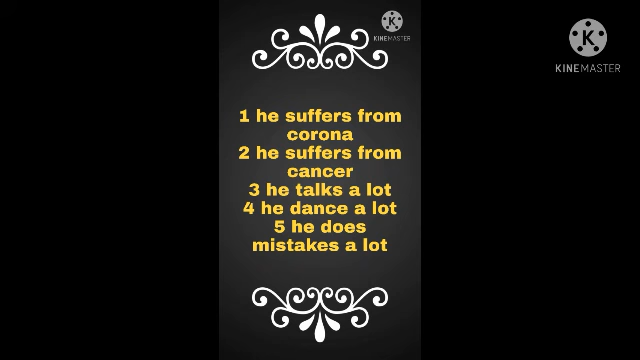 KINEMASTER
K
KINEMASTER
1 he suffers from
corona
2 he suffers from
cancer
3 he talks a lot
4 he dance a lot
5 he does
mistakes a lot